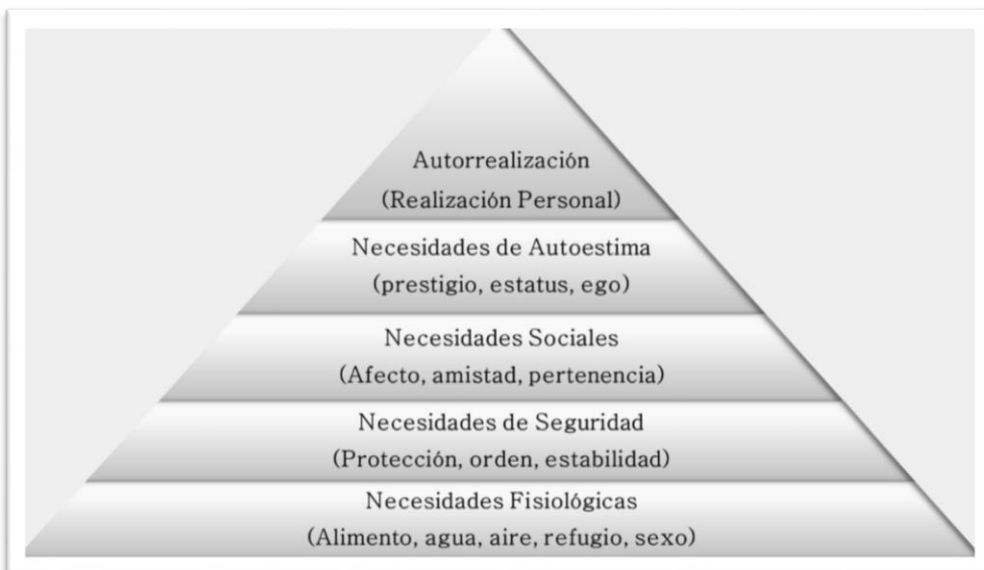 Autorrealización
(Realización Personal)
Necesidades de Autoestima
(prestigio, estatus, ego)
Necesidades Sociales
(Afecto, amistad, pertenencia)
Necesidades de Seguridad
(Protección, orden, estabilidad)
Necesidades Fisiológicas
(Alimento, agua, aire, refugio, sexo)